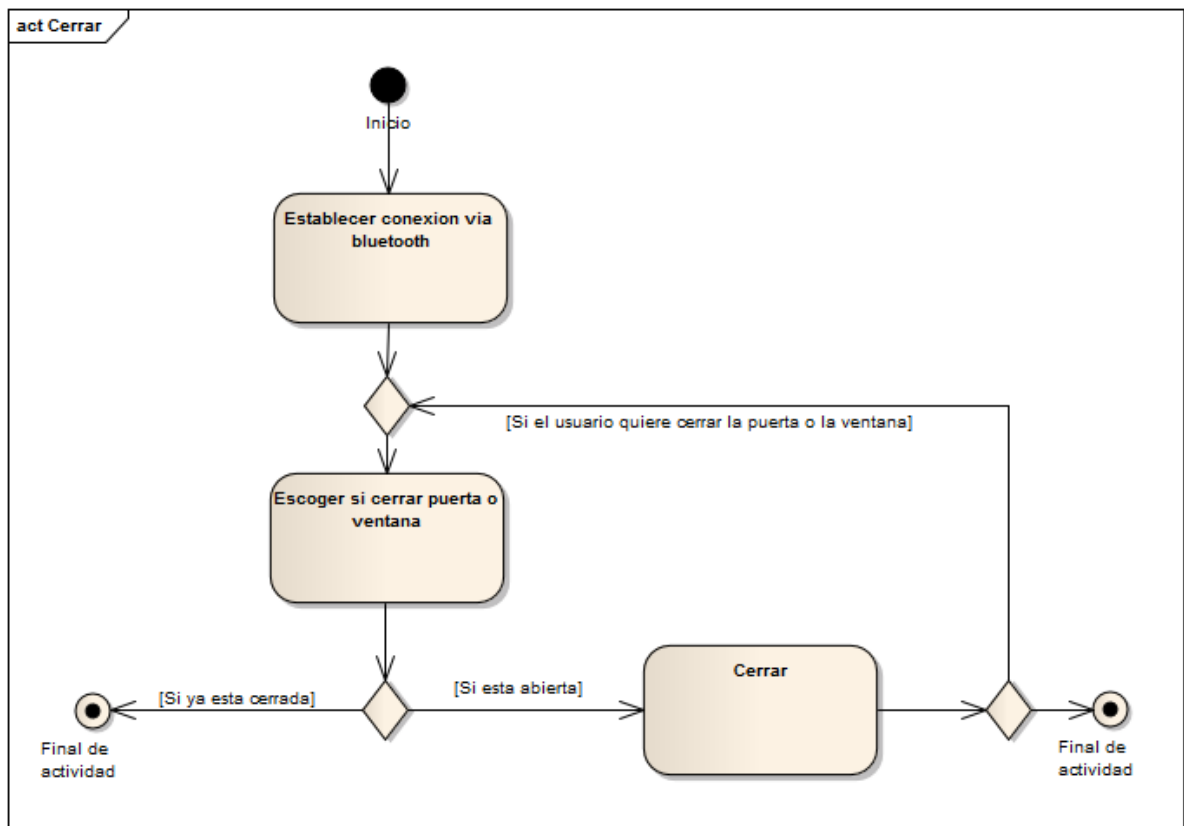 act Cerrar
Inicio
Establecer conexion via
bluetooth
[Si el usuario quiere cerrar la puerta o la ventana]
Escoger si cerrar puerta o
ventana
[Si ya esta cerrada]
[Si esta abierta]
Cerrar
Final de
actividad
Final de
actividad